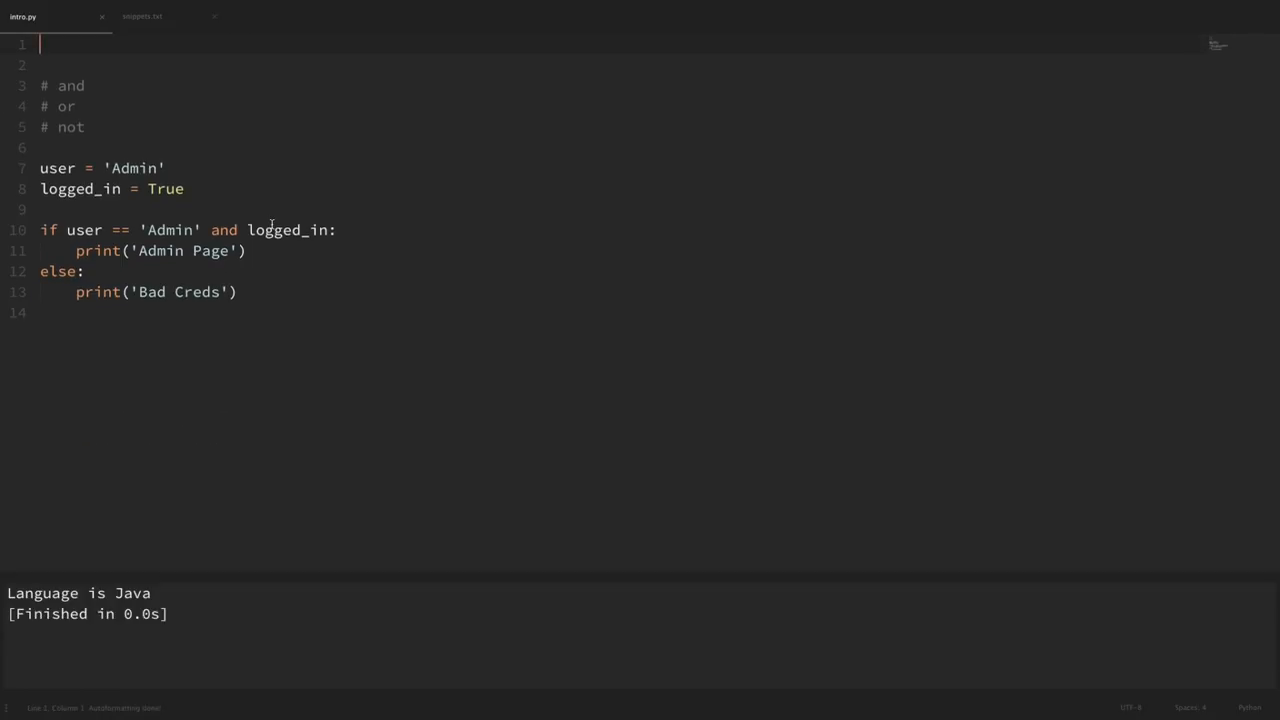 intro.py × snippets.txt ×
1
2
3 # and
4 # or
5 # not
6
7 user = 'Admin'
8 logged_in = True
9
10 if user == 'Admin' and logged_in:
11     print('Admin Page')
12 else:
13     print('Bad Creds')
14
Language is Java
[Finished in 0.0s]
Line 1, Column 1 Autoformatting Done! UTF-8 Spaces: 4 Python